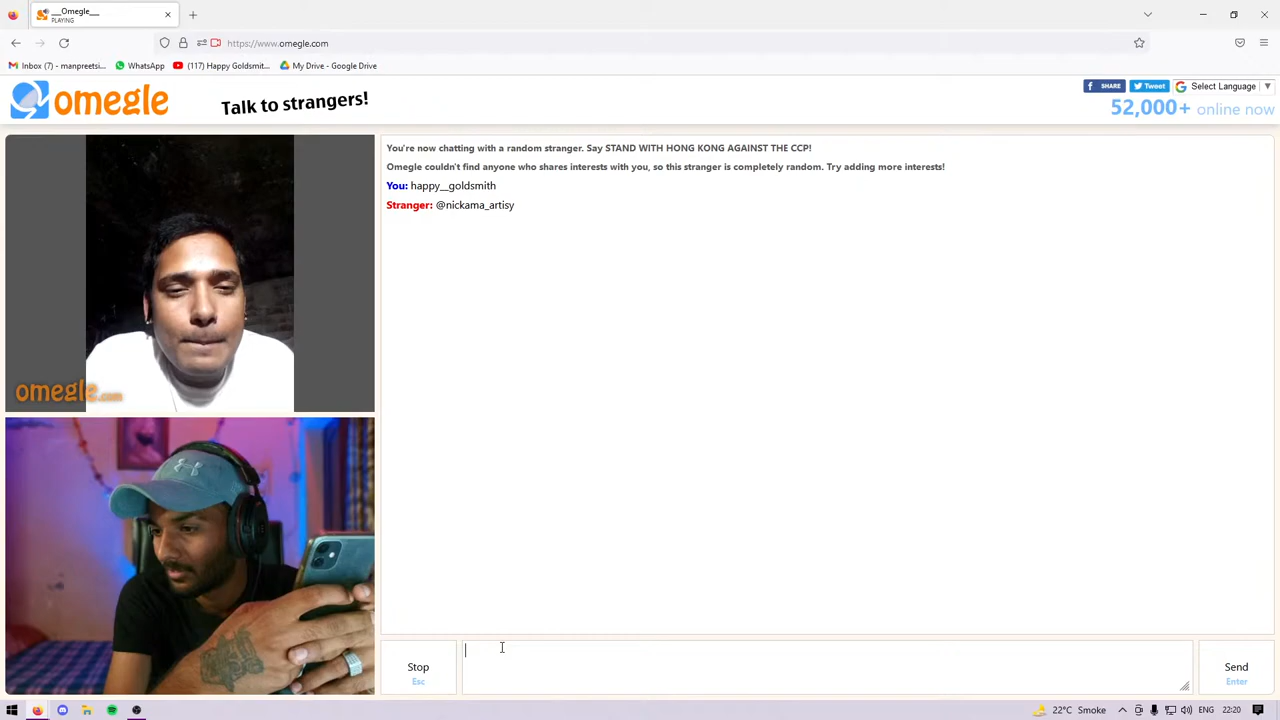 ___Omegle___
PLAYING
https://www.omegle.com
Inbox (7) - manpreetsi...
WhatsApp
(117) Happy Goldsmit...
My Drive - Google Drive
omegle
Talk to strangers!
SHARE
Tweet
Select Language
52,000+ online now
You're now chatting with a random stranger. Say STAND WITH HONG KONG AGAINST THE CCP!
Omegle couldn't find anyone who shares interests with you, so this stranger is completely random. Try adding more interests!
You: happy__goldsmith
Stranger: @nickama_artisy
omegle.com
Stop
Esc
Send
Enter
22°C Smoke
ENG
22:20